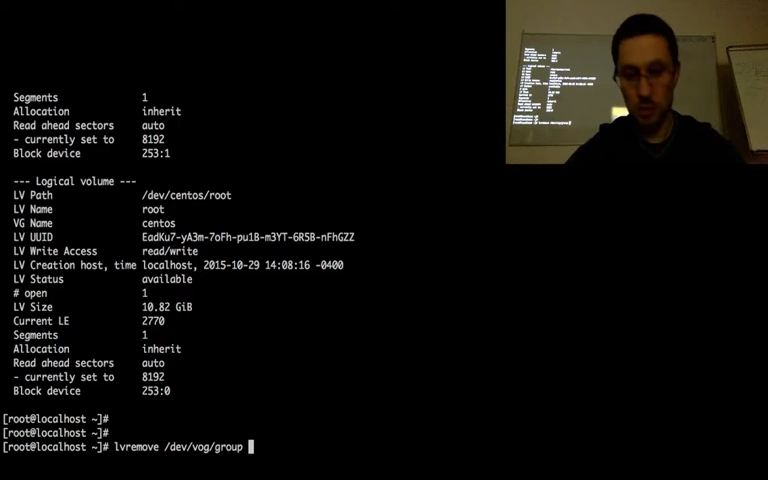 Segments 1
Allocation inherit
Read ahead sectors auto
- currently set to 8192
Block device 253:1
--- Logical volume ---
LV Path /dev/centos/root
LV Name root
VG Name centos
LV UUID EadKu7-yA3m-7oFh-pu1B-m3YT-6R5B-nFhGZZ
LV Write Access read/write
LV Creation host, time localhost, 2015-10-29 14:08:16 -0400
LV Status available
# open 1
LV Size 10.82 GiB
Current LE 2770
Segments 1
Allocation inherit
Read ahead sectors auto
- currently set to 8192
Block device 253:0
[root@localhost ~]#
[root@localhost ~]#
[root@localhost ~]# lvremove /dev/vog/group